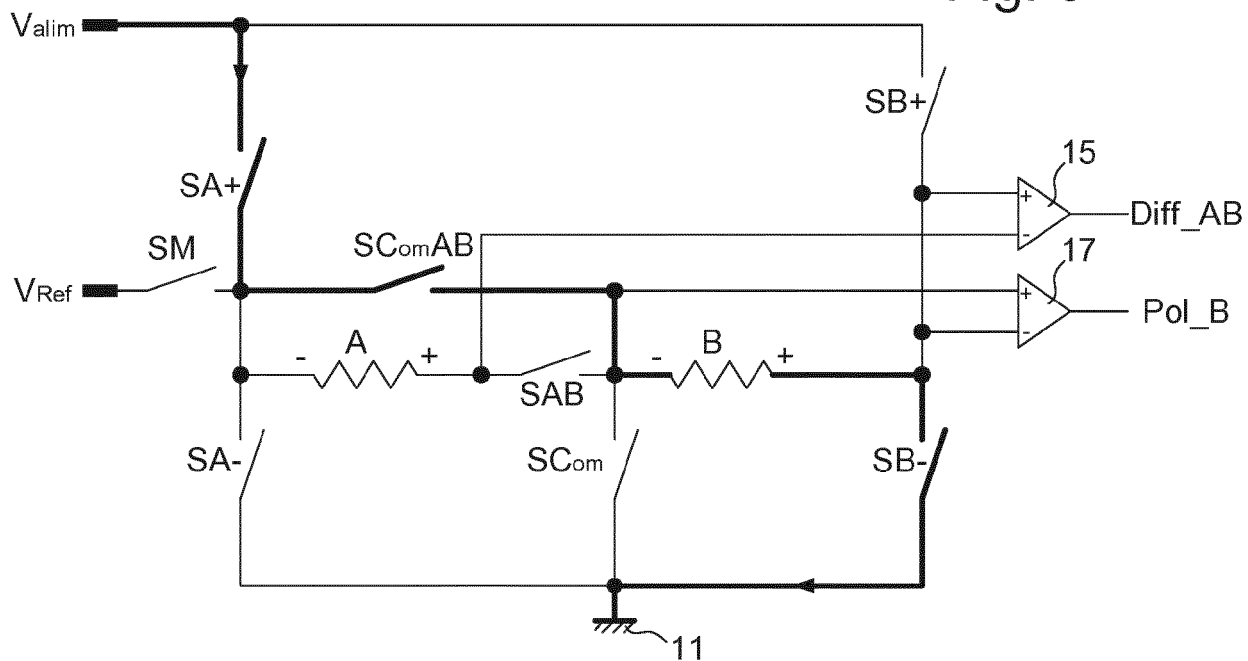 Valim
SB+
15
SA+
+
Diff_AB
-
SM
SComAB
17
VRef
+
Pol_B
-
- A +
- B +
SAB
SA-
SCom
SB-
11